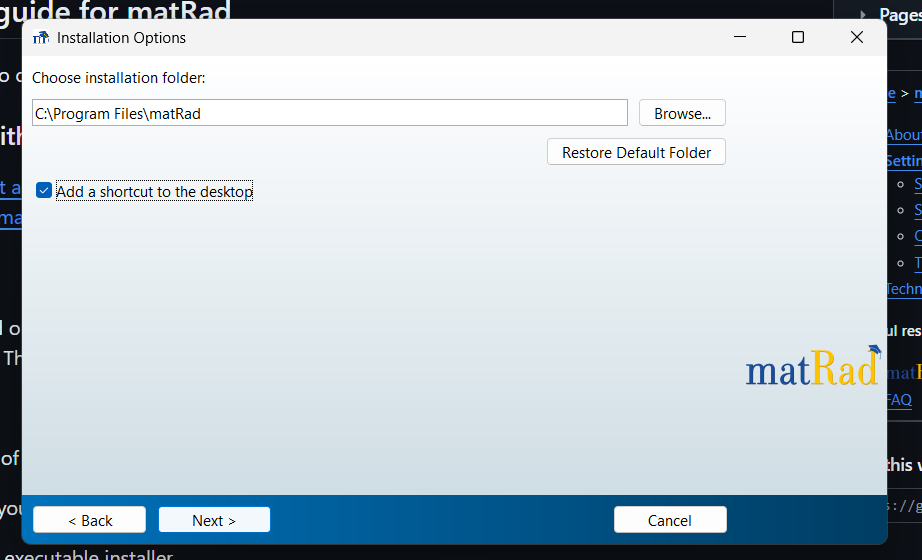 guide for matRad
Pages
Installation Options
Choose installation folder:
C:\Program Files\matRad
Browse...
Restore Default Folder
Add a shortcut to the desktop
matRad
FAQ
< Back
Next >
Cancel
executable installer